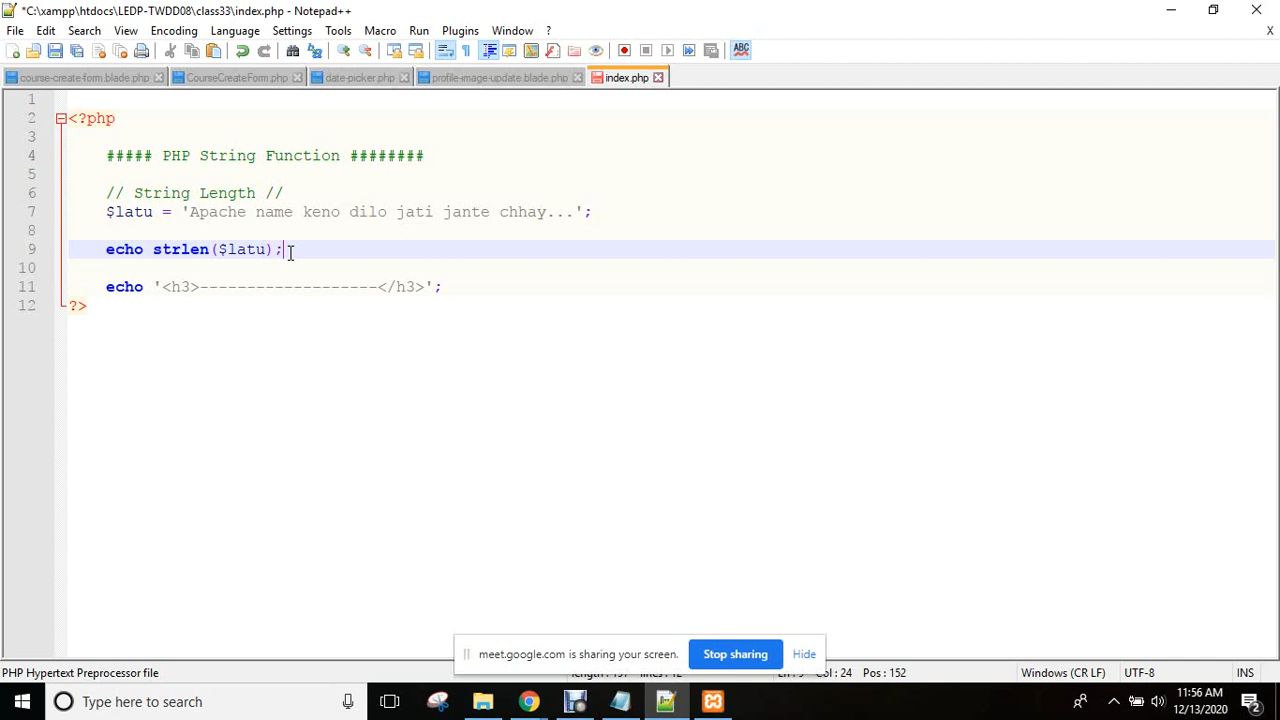 *C:\xampp\htdocs\LEDP-TWDD08\class33\index.php - Notepad++
File Edit Search View Encoding Language Settings Tools Macro Run Plugins Window ? X
course-create-form.blade.php CourseCreateForm.php date-picker.php profile-image-update.blade.php index.php
1
2 <?php
3
4 ##### PHP String Function ########
5
6 // String Length //
7 $latu = 'Apache name keno dilo jati jante chhay...';
8
9 echo strlen($latu);
10
11 echo '<h3>-------------------</h3>';
12 ?>
meet.google.com is sharing your screen. Stop sharing Hide
PHP Hypertext Preprocessor file Col : 24 Pos : 152 Windows (CR LF) UTF-8 INS
Type here to search
11:56 AM
12/13/2020
2